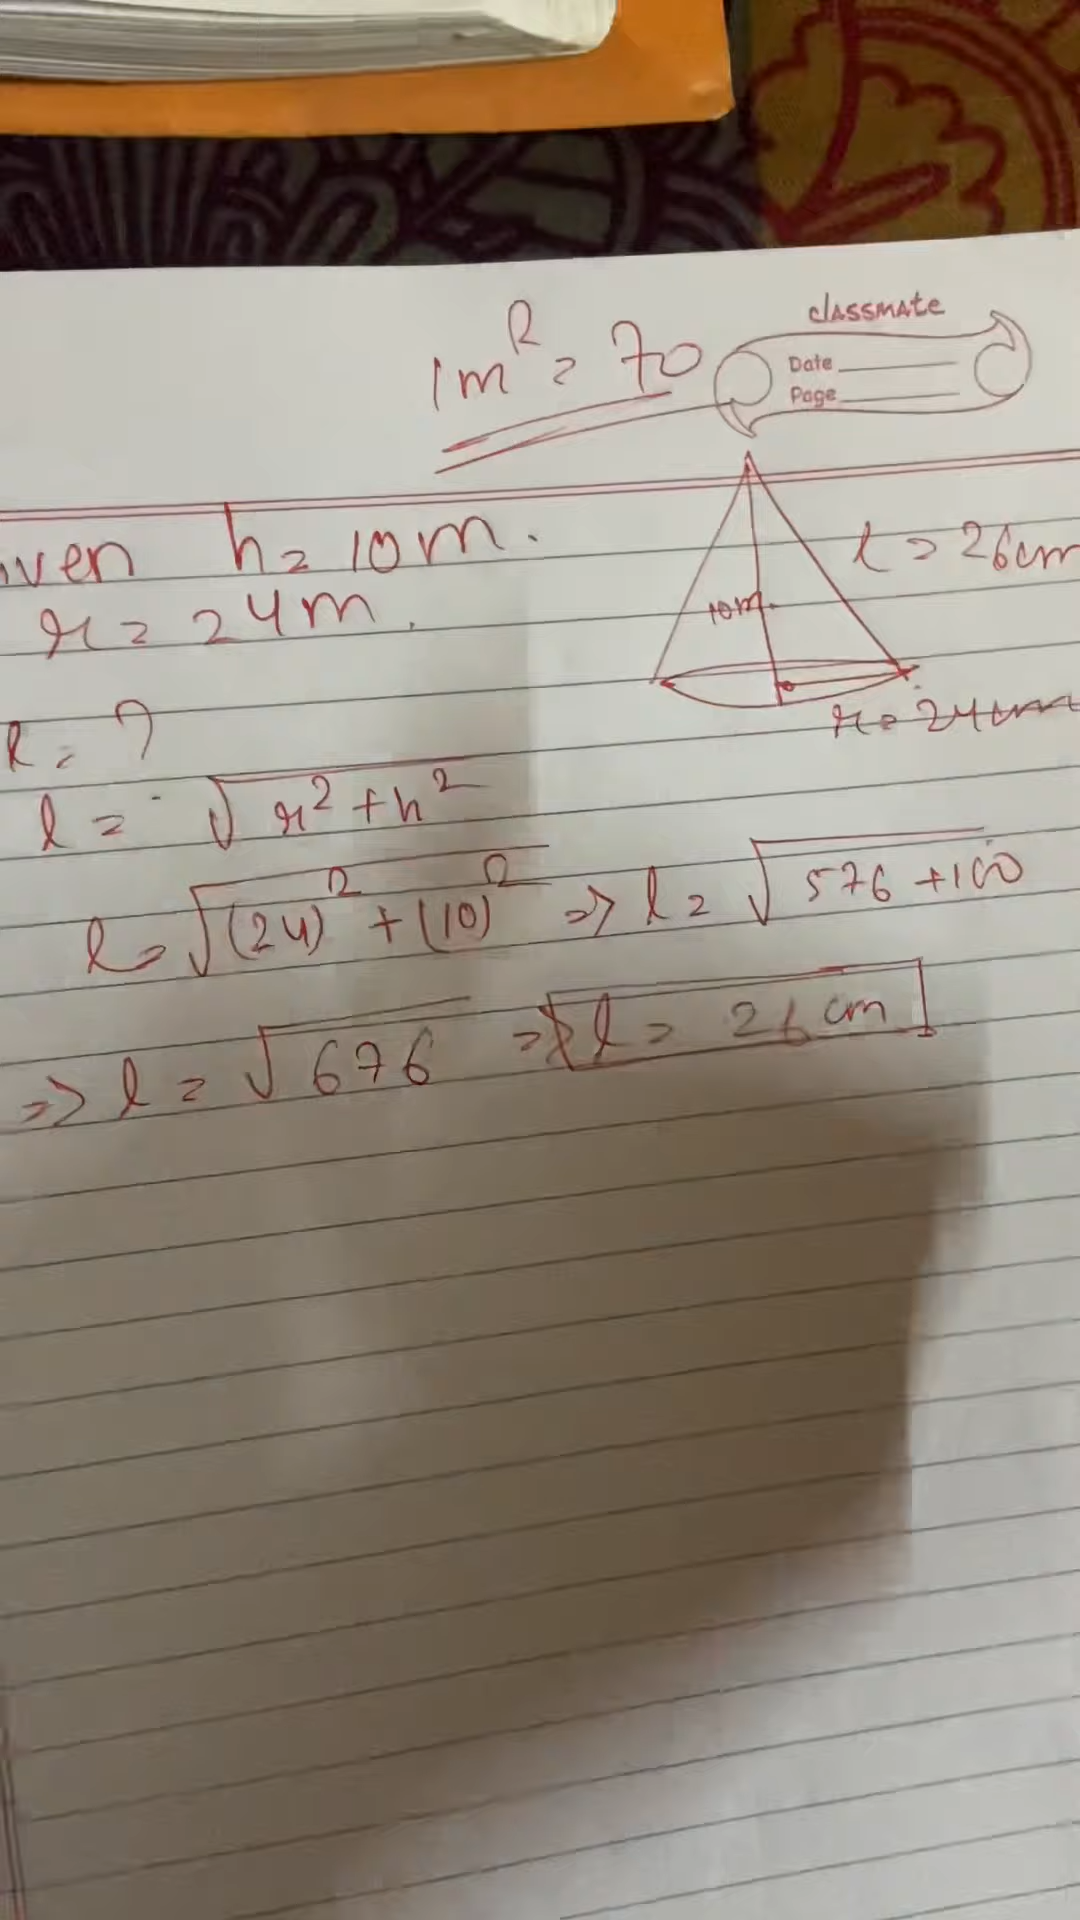 classmate
Date
Page
1m² = 70
iven h = 10m.
r = 24m.
l = 26cm
10m
r = 24cm
l = ?
l = √r²+h²
l = √(24)² + (10)² => l = √576 +100
=> l = √676 => l = 26 cm